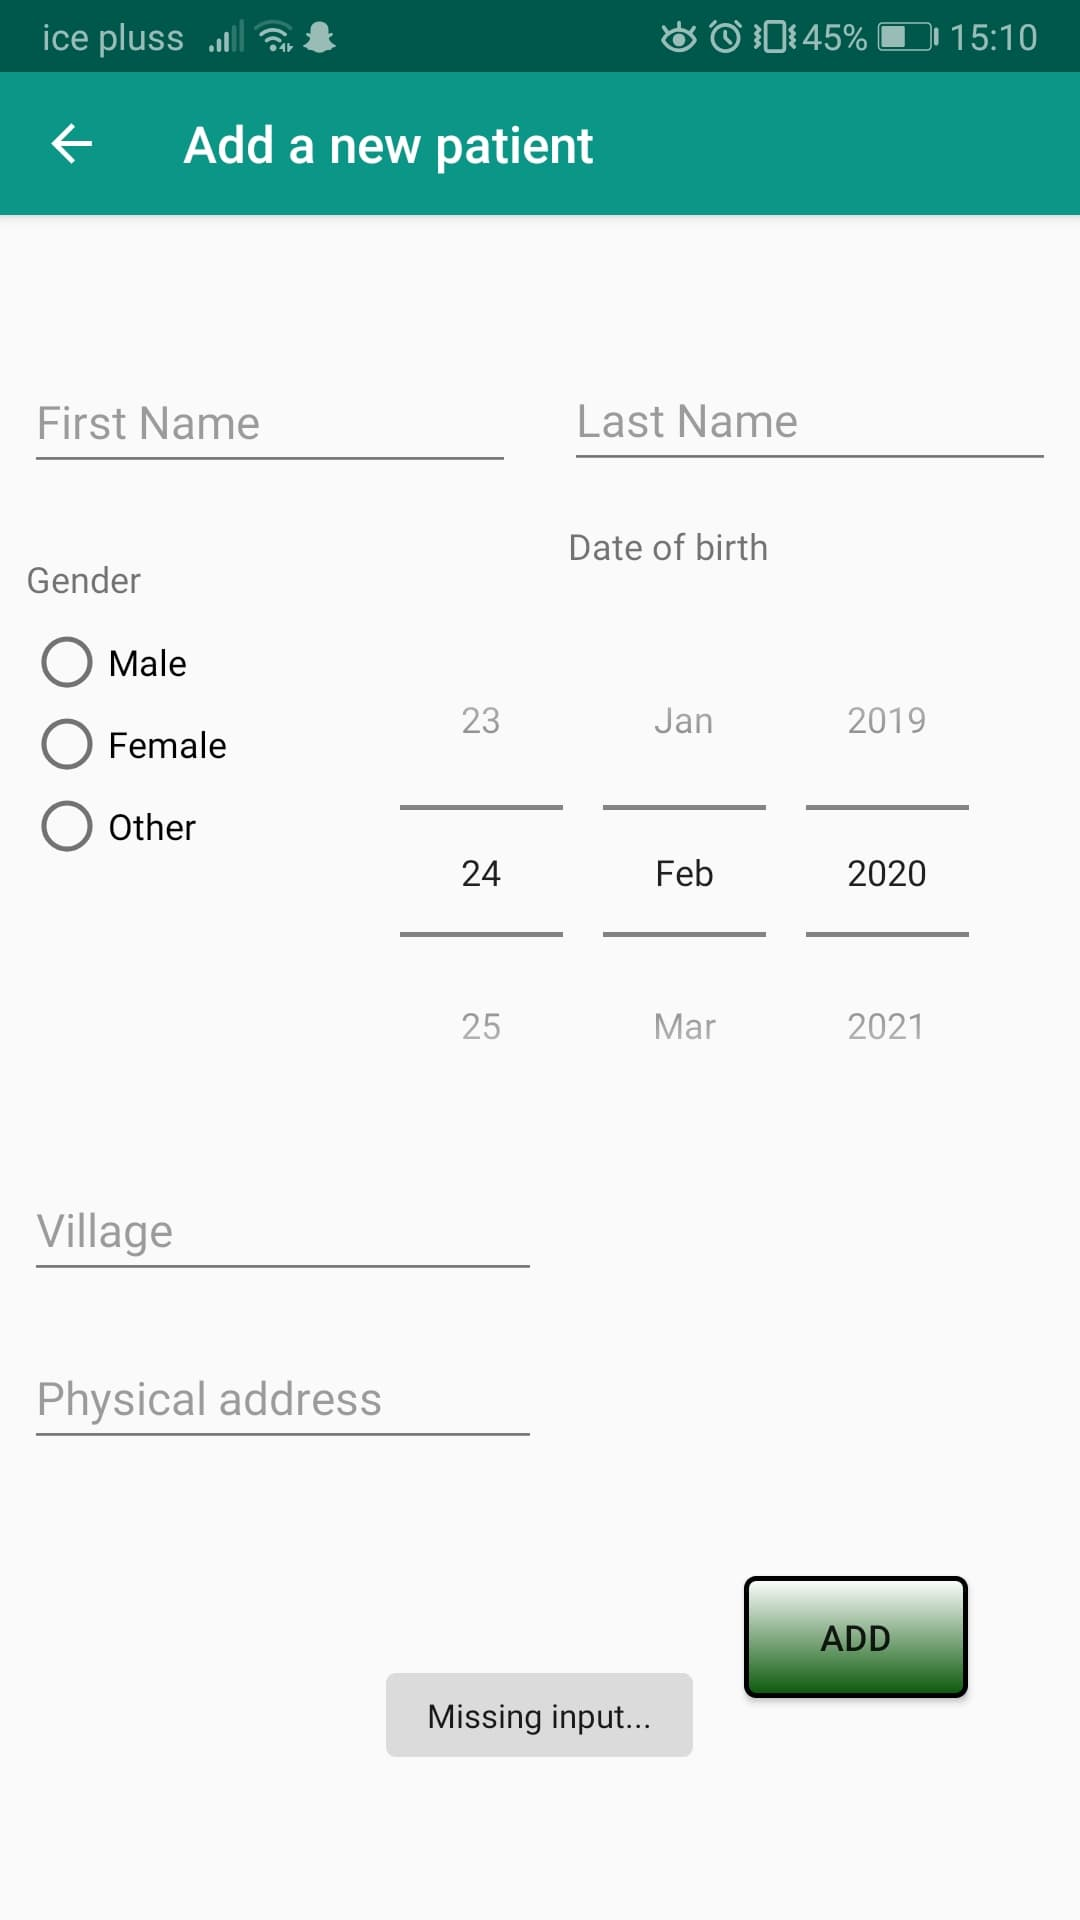 ice pluss 45% 15:10
Add a new patient
First Name Last Name
Date of birth
Gender
Male
Female
Other
23 Jan 2019
24 Feb 2020
25 Mar 2021
Village
Physical address
ADD
Missing input...